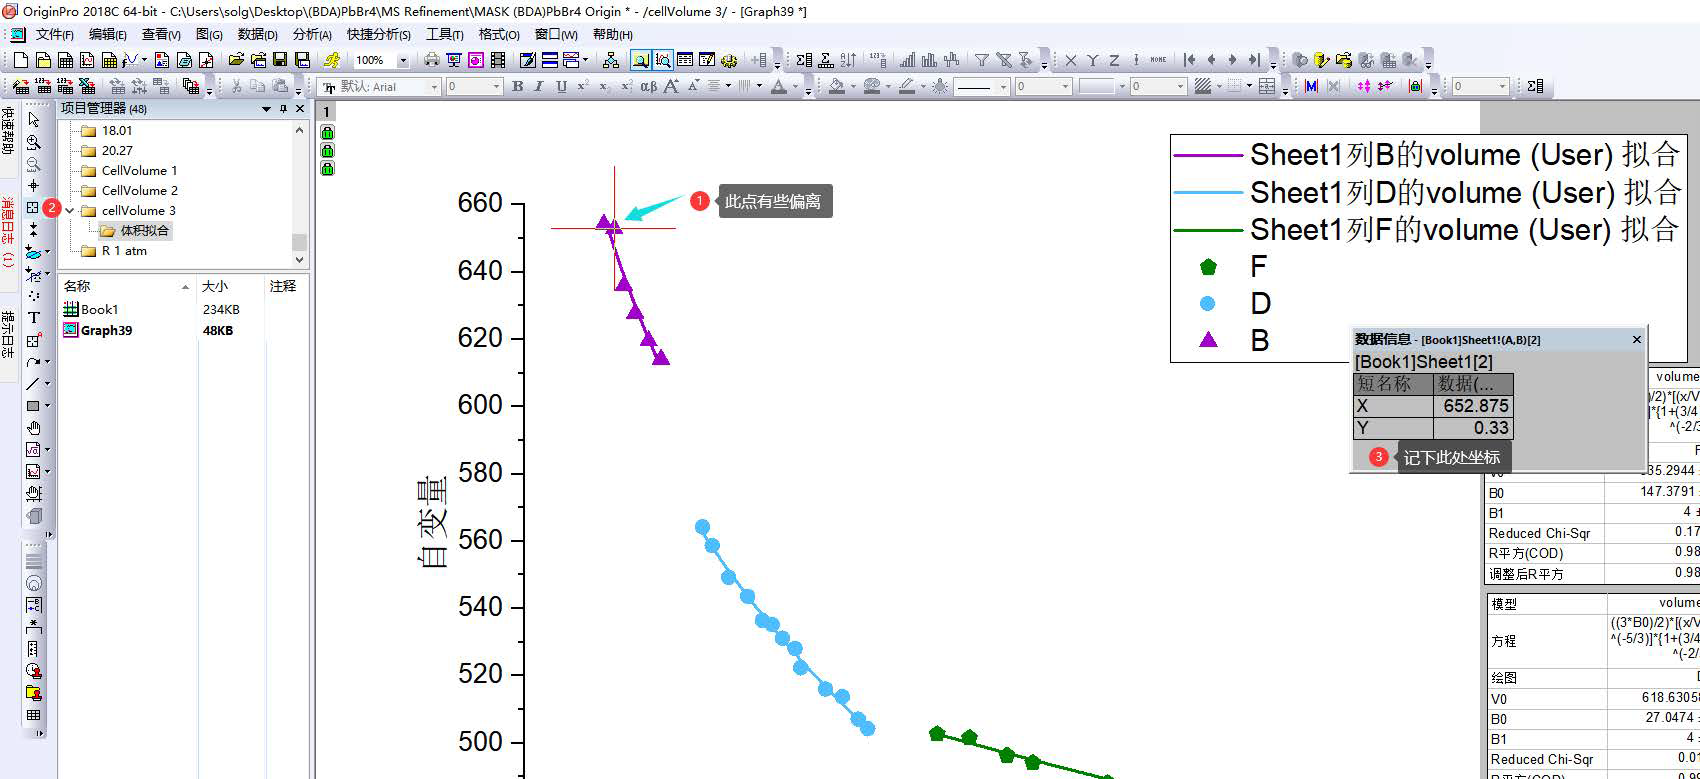 OriginPro 2018C 64-bit - C:\Users\solg\Desktop\(BDA)PbBr4\MS Refinement\MASK (BDA)PbBr4 Origin * - /cellVolume 3/ - [Graph39 *]
文件(F) 编辑(E) 查看(V) 图(G) 数据(D) 分析(A) 快捷分析(S) 工具(T) 格式(O) 窗口(W) 帮助(H)
100%
默认: Arial 0 B I U αβ A A 0 0 0
X Y Z NONE
快速帮助
消息日志 (1)
提示日志
项目管理器 (48)
18.01
20.27
CellVolume 1
CellVolume 2
2
cellVolume 3
体积拟合
R 1 atm
名称 大小 注释
Book1 234KB
Graph39 48KB
1
660
640
620
600
580
560
540
520
500
自变量
1 此点有些偏离
Sheet1列B的volume (User) 拟合
Sheet1列D的volume (User) 拟合
Sheet1列F的volume (User) 拟合
F
D
B
数据信息 - [Book1]Sheet1!(A,B)[2]
[Book1]Sheet1[2]
短名称 数据(...
X 652.875
Y 0.33
3 记下此处坐标
volume
)/2)*[(x/V
]*{1+(3/4
^(-2/3
35.2944
B0 147.3791 ±
B1 4 ±
Reduced Chi-Sqr 0.17
R平方(COD) 0.98
调整后R平方 0.98
模型 volume
方程 ((3*B0)/2)*[(x/V
^(-5/3)]*{1+(3/4
^(-2/
绘图
V0 618.6305
B0 27.0474 ±
B1 4
Reduced Chi-Sqr 0.01
R平方(COD)